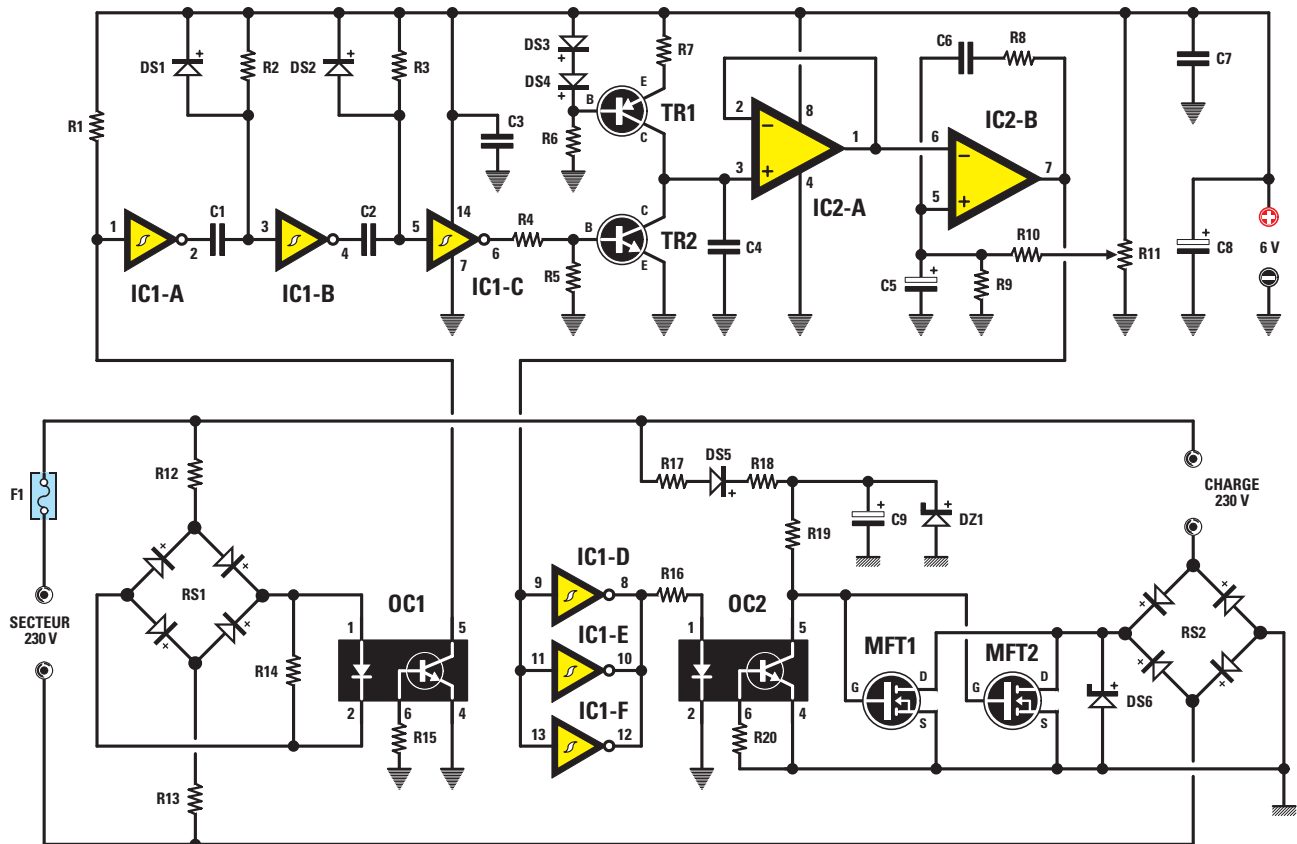 C6 R8
DS3
DS1 R2 DS2 R3 R7 C7
DS4 E
B TR1
R1 C3 2 8 IC2-B
R6 C
− 1 6 − 7
3 + 4
C1 C2 14 C IC2-A 5 +
1 3 5 R4 B TR2 C4 R10
2 4 6 E C5 R9 R11 C8 6 V
7 R5
IC1-A IC1-B IC1-C
R12 R17 DS5 R18 CHARGE
230 V
F1 C9 DZ1
R19
IC1-D
RS1 OC1 9 8 R16 OC2 RS2
SECTEUR
230 V
1 5 IC1-E 1 5 MFT1 MFT2
R14 11 10 D D
G G DS6
2 6 4 IC1-F 2 6 4 S S
R15 13 12 R20
R13